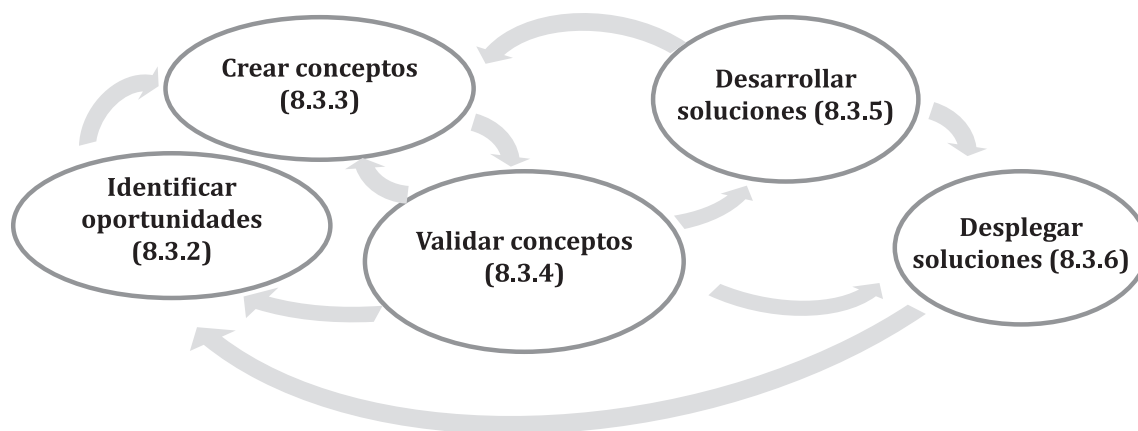 Crear conceptos
(8.3.3)
Desarrollar
soluciones (8.3.5)
Identificar
oportunidades
(8.3.2)
Validar conceptos
(8.3.4)
Desplegar
soluciones (8.3.6)